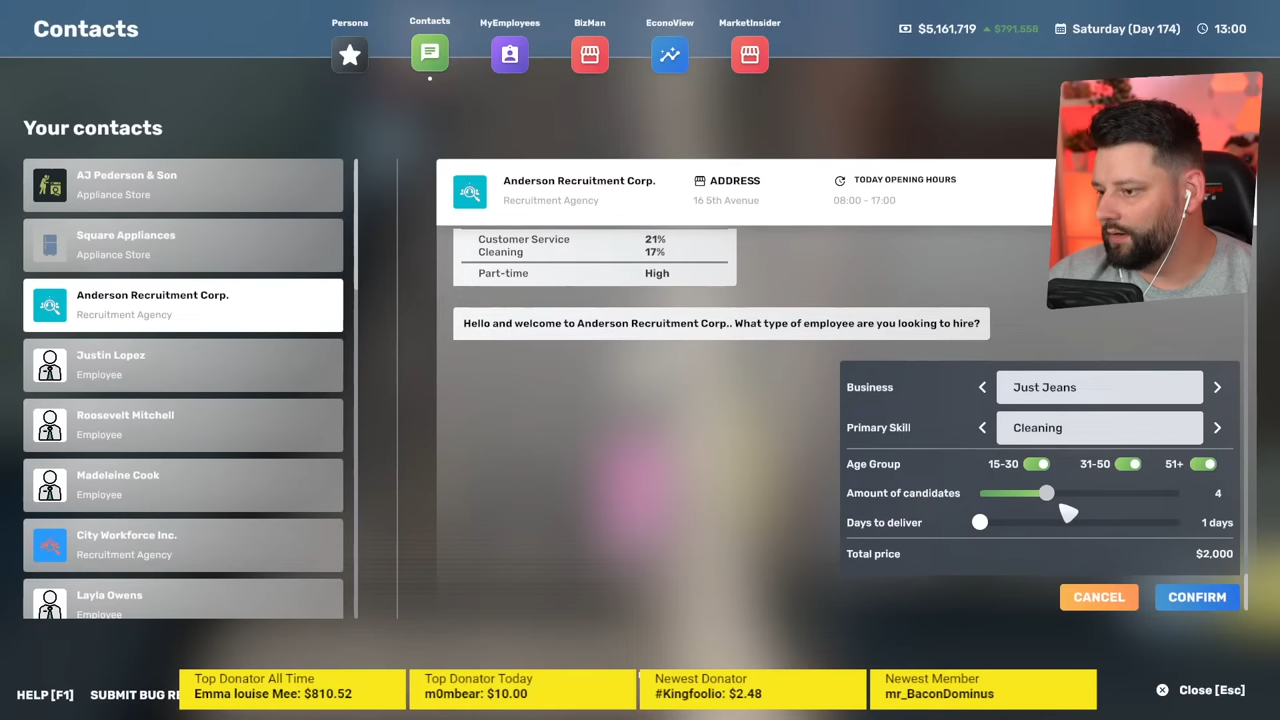 Contacts
Persona
Contacts
MyEmployees
BizMan
EconoView
MarketInsider
$5,161,719 $791,558
Saturday (Day 174)
13:00
Your contacts
AJ Pederson & Son
Appliance Store
Square Appliances
Appliance Store
Anderson Recruitment Corp.
Recruitment Agency
Justin Lopez
Employee
Roosevelt Mitchell
Employee
Madeleine Cook
Employee
City Workforce Inc.
Recruitment Agency
Layla Owens
Employee
Anderson Recruitment Corp.
Recruitment Agency
ADDRESS
16 5th Avenue
TODAY OPENING HOURS
08:00 - 17:00
Customer Service 21%
Cleaning 17%
Part-time High
Hello and welcome to Anderson Recruitment Corp.. What type of employee are you looking to hire?
Business < Just Jeans >
Primary Skill < Cleaning >
Age Group 15-30 31-50 51+
Amount of candidates 4
Days to deliver 1 days
Total price $2,000
CANCEL CONFIRM
HELP [F1] SUBMIT BUG RE
Top Donator All Time
Emma louise Mee: $810.52
Top Donator Today
m0mbear: $10.00
Newest Donator
#Kingfoolio: $2.48
Newest Member
mr_BaconDominus
Close [Esc]